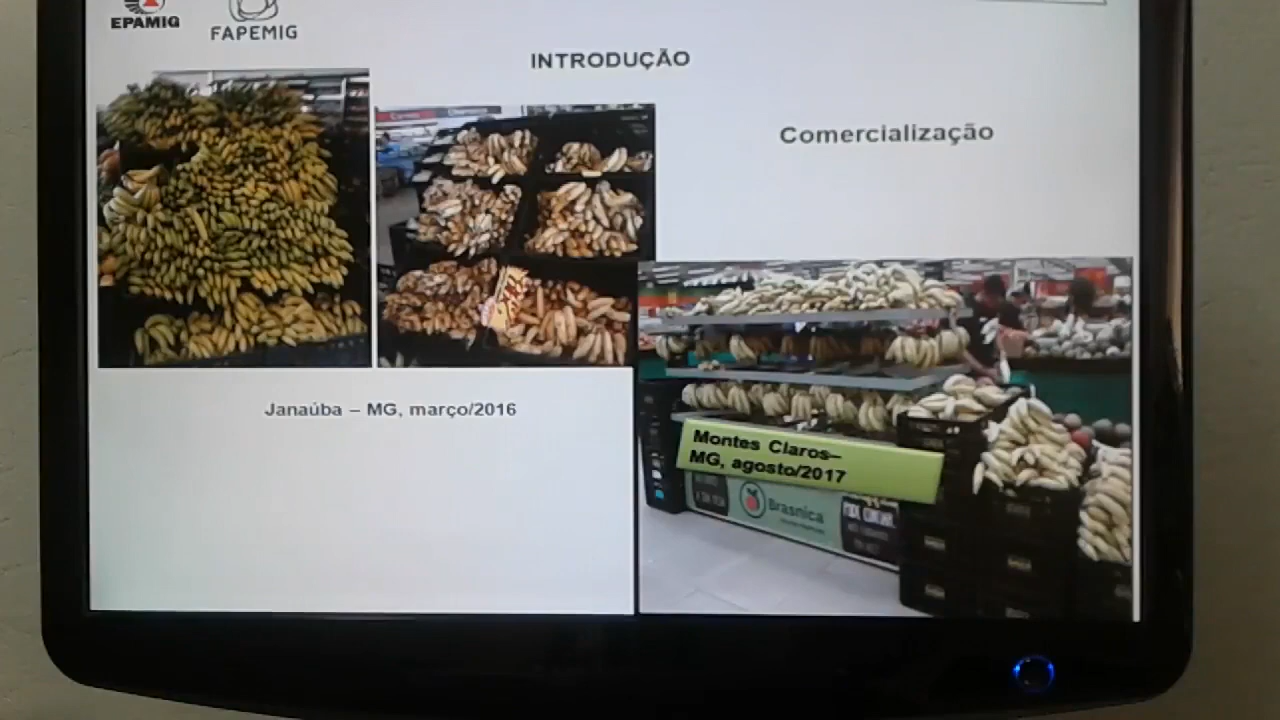 EPAMIG
FAPEMIG
INTRODUÇÃO
Comercialização
Janaúba – MG, março/2016
Montes Claros–
MG, agosto/2017
Brasnica